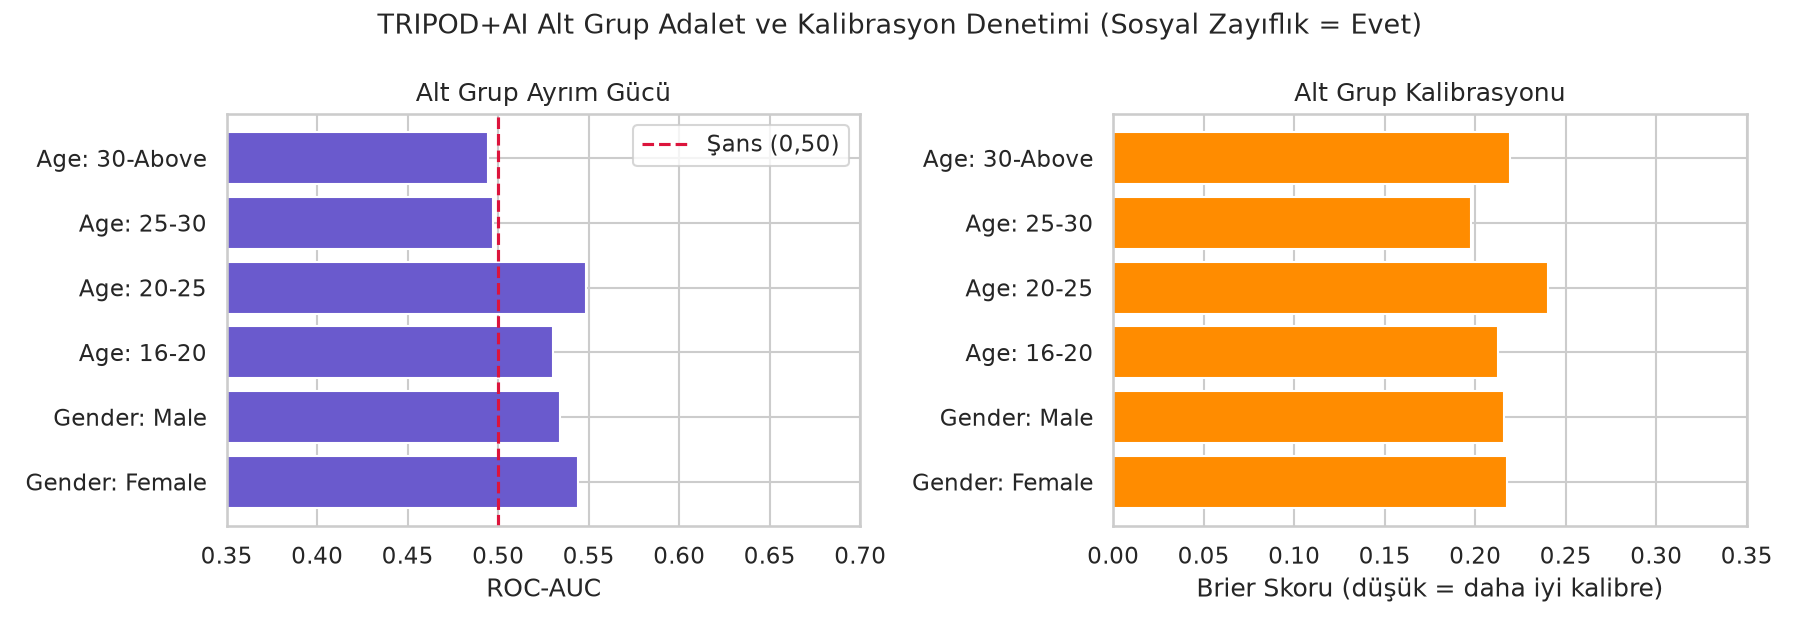 TRIPOD+AI Alt Grup Adalet ve Kalibrasyon Denetimi (Sosyal Zayıflık = Evet)
Alt Grup Ayrım Gücü
Şans (0,50)
Age: 30-Above
Age: 25-30
Age: 20-25
Age: 16-20
Gender: Male
Gender: Female
0.35 0.40 0.45 0.50 0.55 0.60 0.65 0.70
ROC-AUC
Alt Grup Kalibrasyonu
Age: 30-Above
Age: 25-30
Age: 20-25
Age: 16-20
Gender: Male
Gender: Female
0.00 0.05 0.10 0.15 0.20 0.25 0.30 0.35
Brier Skoru (düşük = daha iyi kalibre)